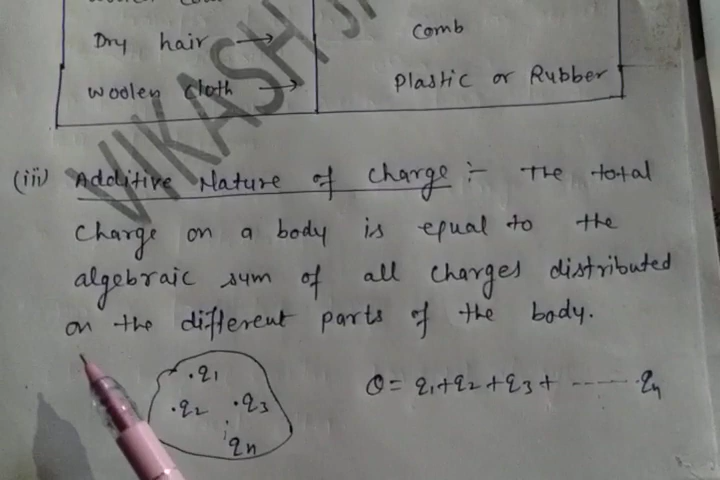 Dry hair → Comb
Woolen Cloth → Plastic or Rubber
VIKASH
(iii) Additive Nature of Charge :- The total
Charge on a body is equal to the
algebraic sum of all charges distributed
on the different parts of the body.
.q1
.q2 .q3
qn
Q = q1+q2+q3+ ------ qn